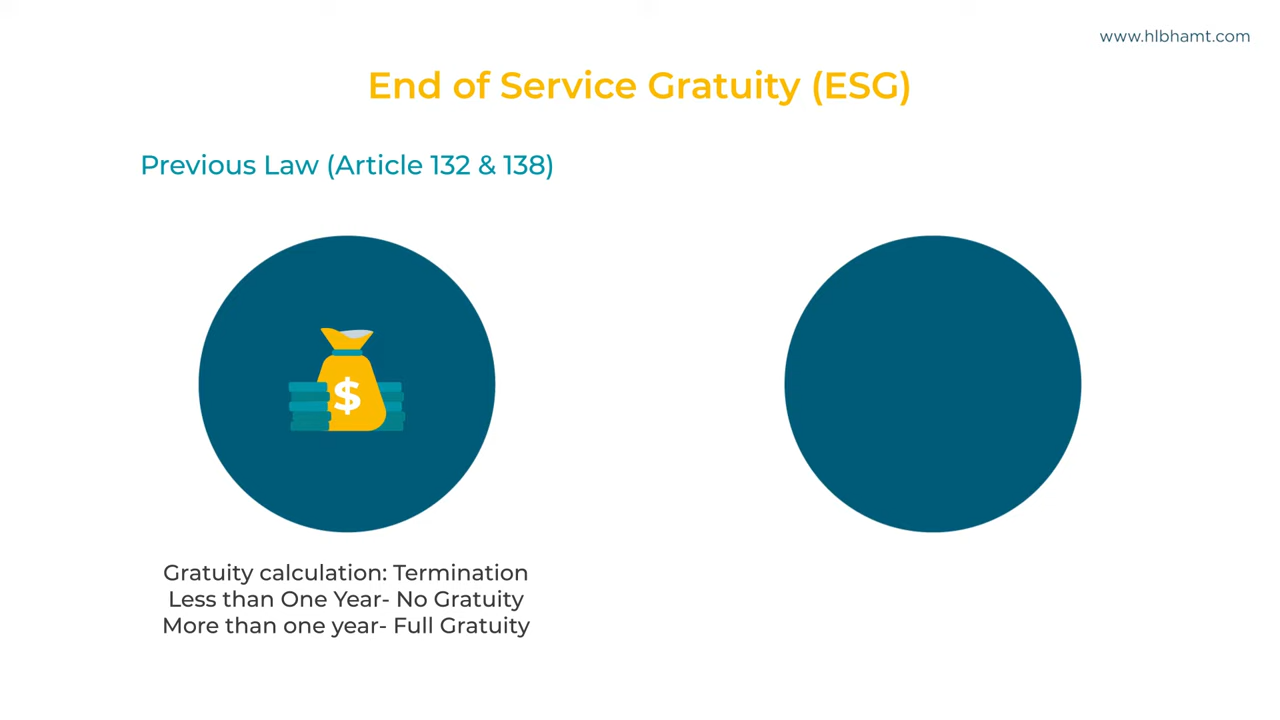 www.hlbhamt.com
End of Service Gratuity (ESG)
Previous Law (Article 132 & 138)
$
Gratuity calculation: Termination
Less than One Year- No Gratuity
More than one year- Full Gratuity